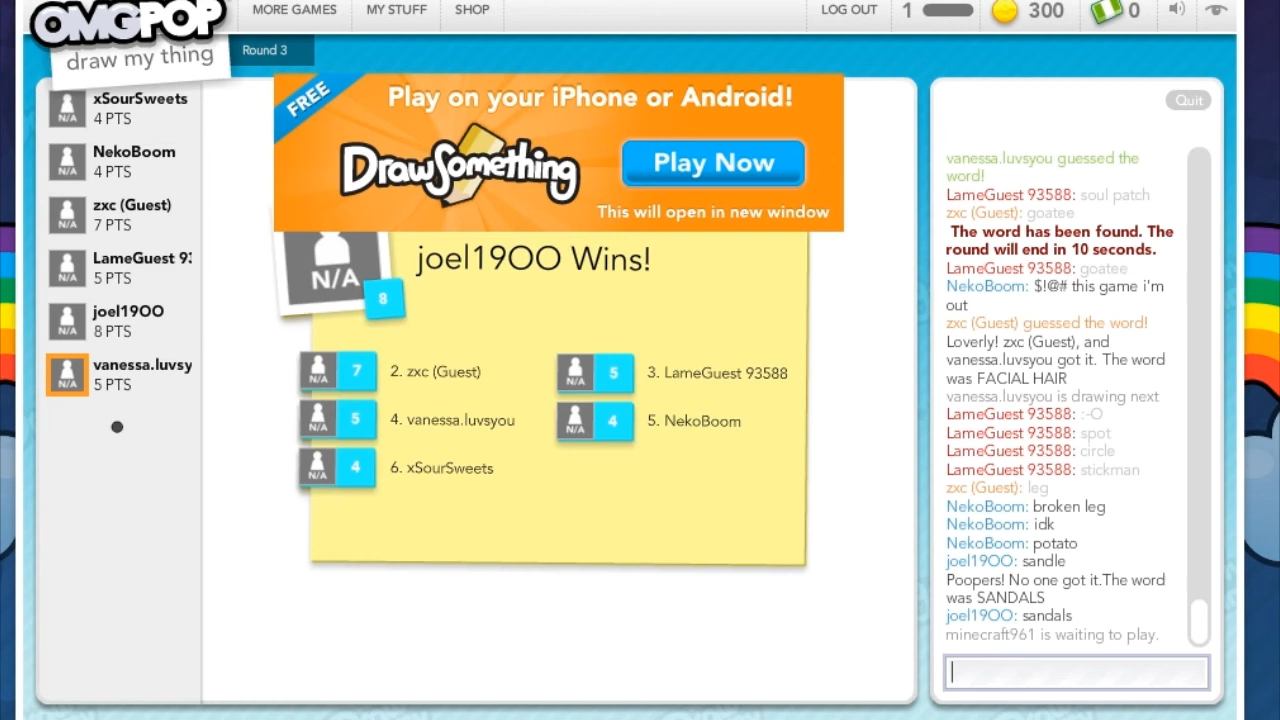 OMGPOP
draw my thing
MORE GAMES
MY STUFF
SHOP
LOG OUT
1
300
0
Round 3
N/A
xSourSweets
4 PTS
N/A
NekoBoom
4 PTS
N/A
zxc (Guest)
7 PTS
N/A
LameGuest 93
5 PTS
N/A
joel1900
8 PTS
N/A
vanessa.luvsy
5 PTS
FREE
Play on your iPhone or Android!
DrawSomething
Play Now
This will open in new window
N/A
8
joel1900 Wins!
N/A
7
2. zxc (Guest)
N/A
5
3. LameGuest 93588
N/A
5
4. vanessa.luvsyou
N/A
4
5. NekoBoom
N/A
4
6. xSourSweets
Quit
vanessa.luvsyou guessed the
word!
LameGuest 93588: soul patch
zxc (Guest): goatee
The word has been found. The
round will end in 10 seconds.
LameGuest 93588: goatee
NekoBoom: $!@# this game i'm
out
zxc (Guest) guessed the word!
Loverly! zxc (Guest), and
vanessa.luvsyou got it. The word
was FACIAL HAIR
vanessa.luvsyou is drawing next
LameGuest 93588: :-O
LameGuest 93588: spot
LameGuest 93588: circle
LameGuest 93588: stickman
zxc (Guest): leg
NekoBoom: broken leg
NekoBoom: idk
NekoBoom: potato
joel1900: sandle
Poopers! No one got it.The word
was SANDALS
joel1900: sandals
minecraft961 is waiting to play.